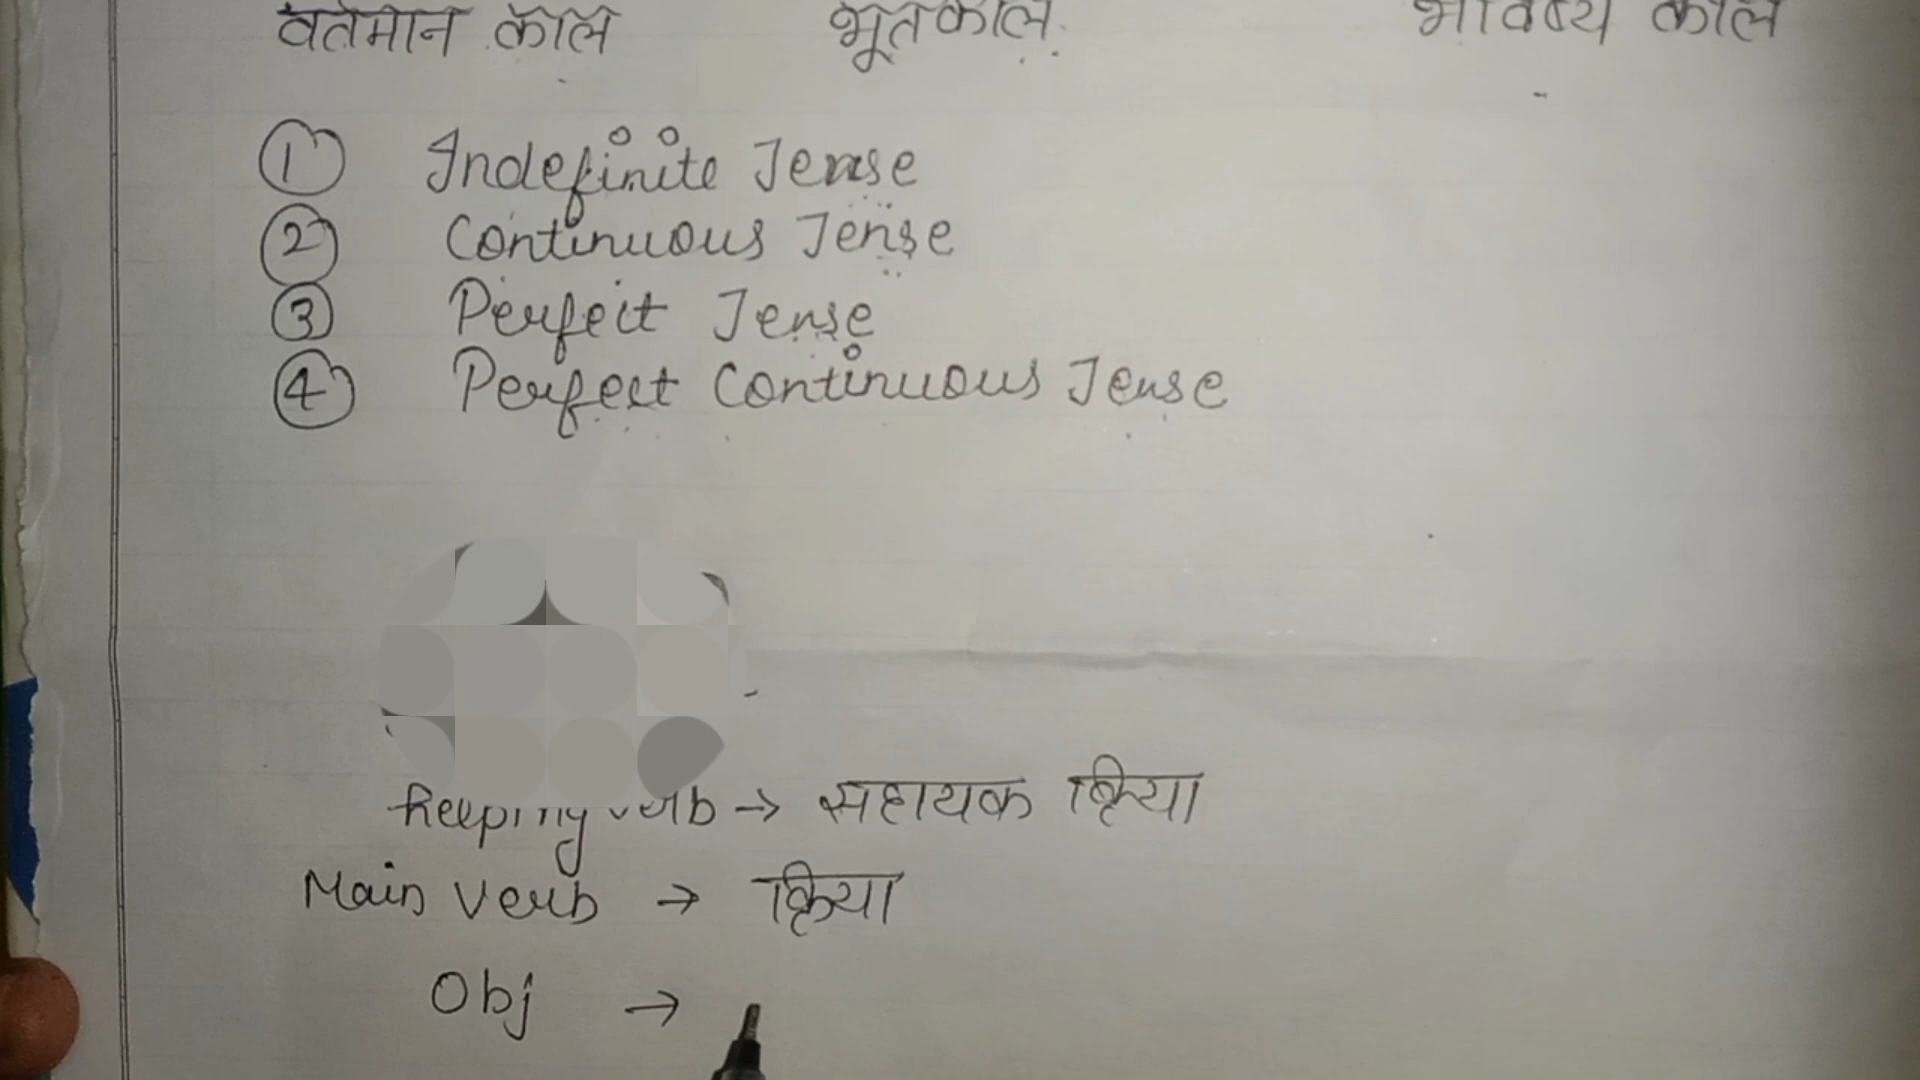 वर्तमान काल भूतकाल भविष्य काल
1 Indefinite Tense
2 Continuous Tense
3 Perfect Tense
4 Perfect Continuous Tense
verb → सहायक क्रिया
Main Verb → क्रिया
Obj →